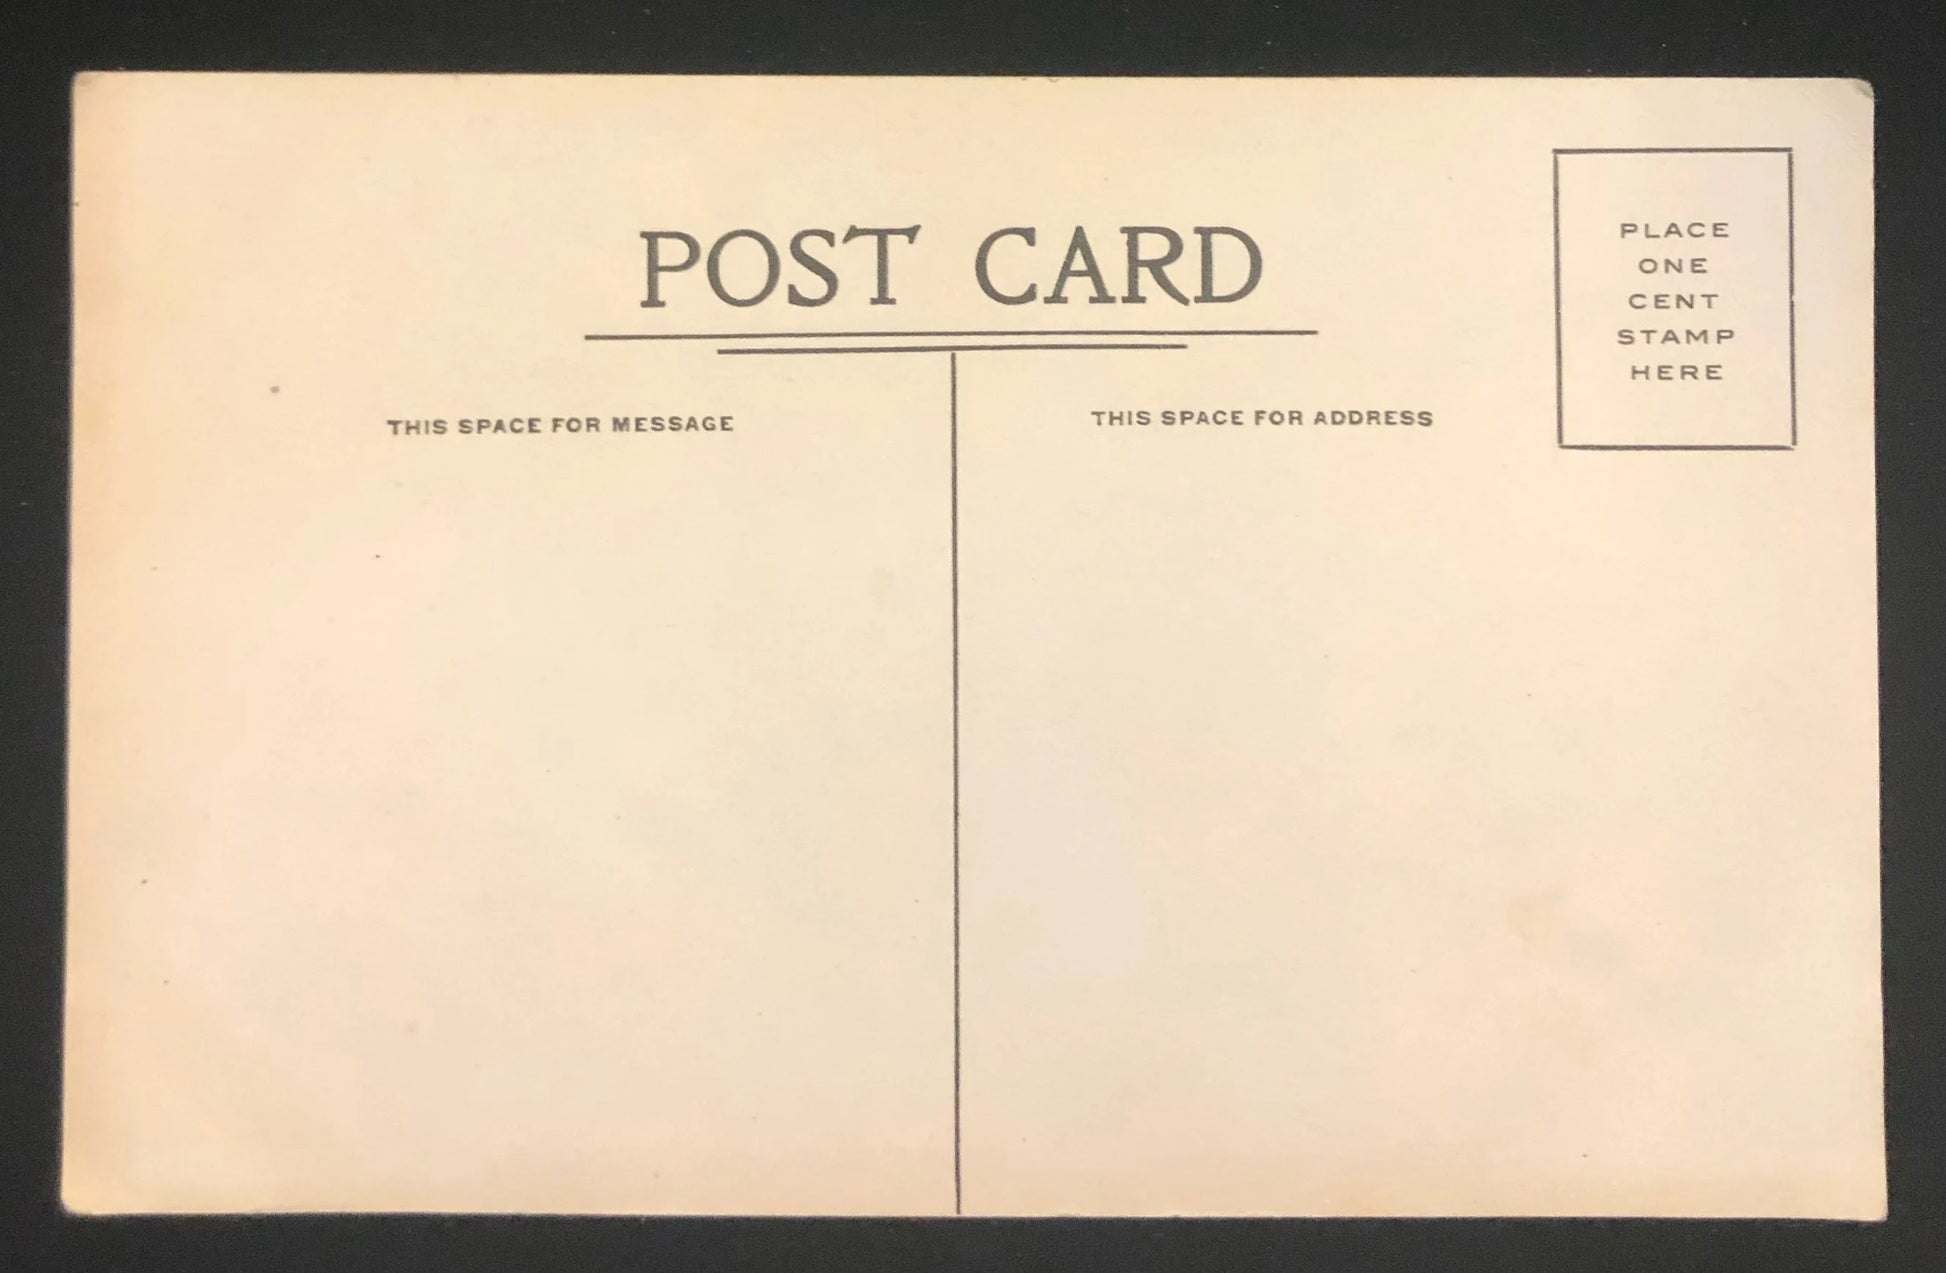 POST CARD
THIS SPACE FOR MESSAGE
THIS SPACE FOR ADDRESS
PLACE
ONE
CENT
STAMP
HERE